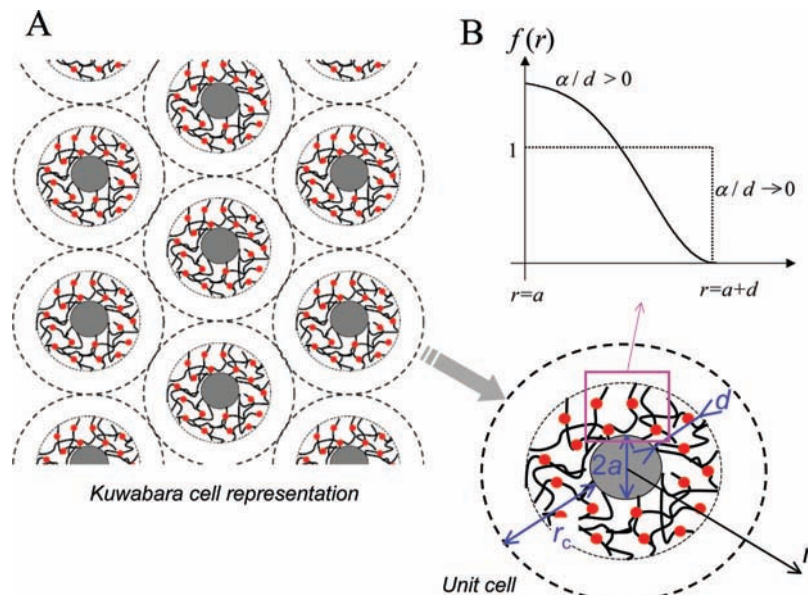 A
B
f(r)
α/d>0
1
α/d→0
r=a
r=a+d
d
2a
r_c
r
Kuwabara cell representation
Unit cell